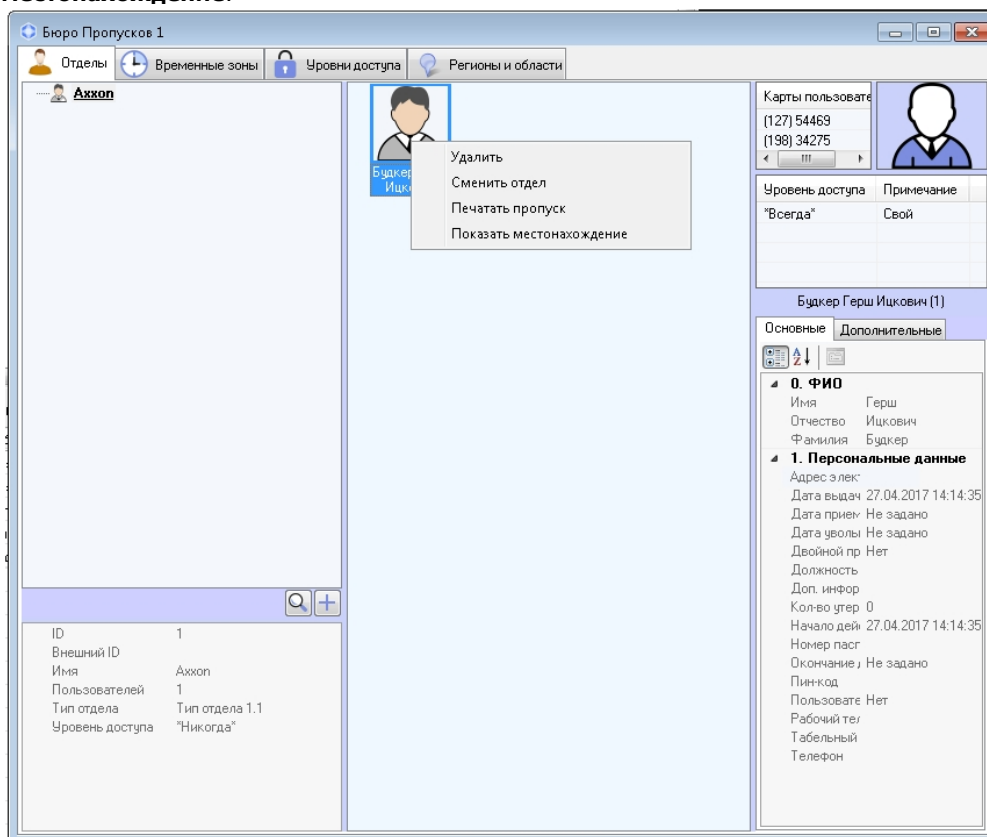 Местонахождение.
Бюро Пропусков 1
Отделы
Временные зоны
Уровни доступа
Регионы и области
Axxon
Удалить
Сменить отдел
Печатать пропуск
Показать местонахождение
Карты пользовате
(127) 54469
(198) 34275
Уровень доступа Примечание
"Всегда" Свой
Будкер Герш Ицкович (1)
Основные Дополнительные
0. ФИО
Имя Герш
Отчество Ицкович
Фамилия Будкер
1. Персональные данные
Адрес элек
Дата выдач 27.04.2017 14:14:35
Дата прием Не задано
Дата уволы Не задано
Двойной пр Нет
Должность
Доп. инфор
Кол-во утер 0
Начало дей 27.04.2017 14:14:35
Номер пасп
Окончание Не задано
Пин-код
Пользовате Нет
Рабочий тел
Табельный
Телефон
ID 1
Внешний ID
Имя Axxon
Пользователей 1
Тип отдела Тип отдела 1.1
Уровень доступа "Никогда"